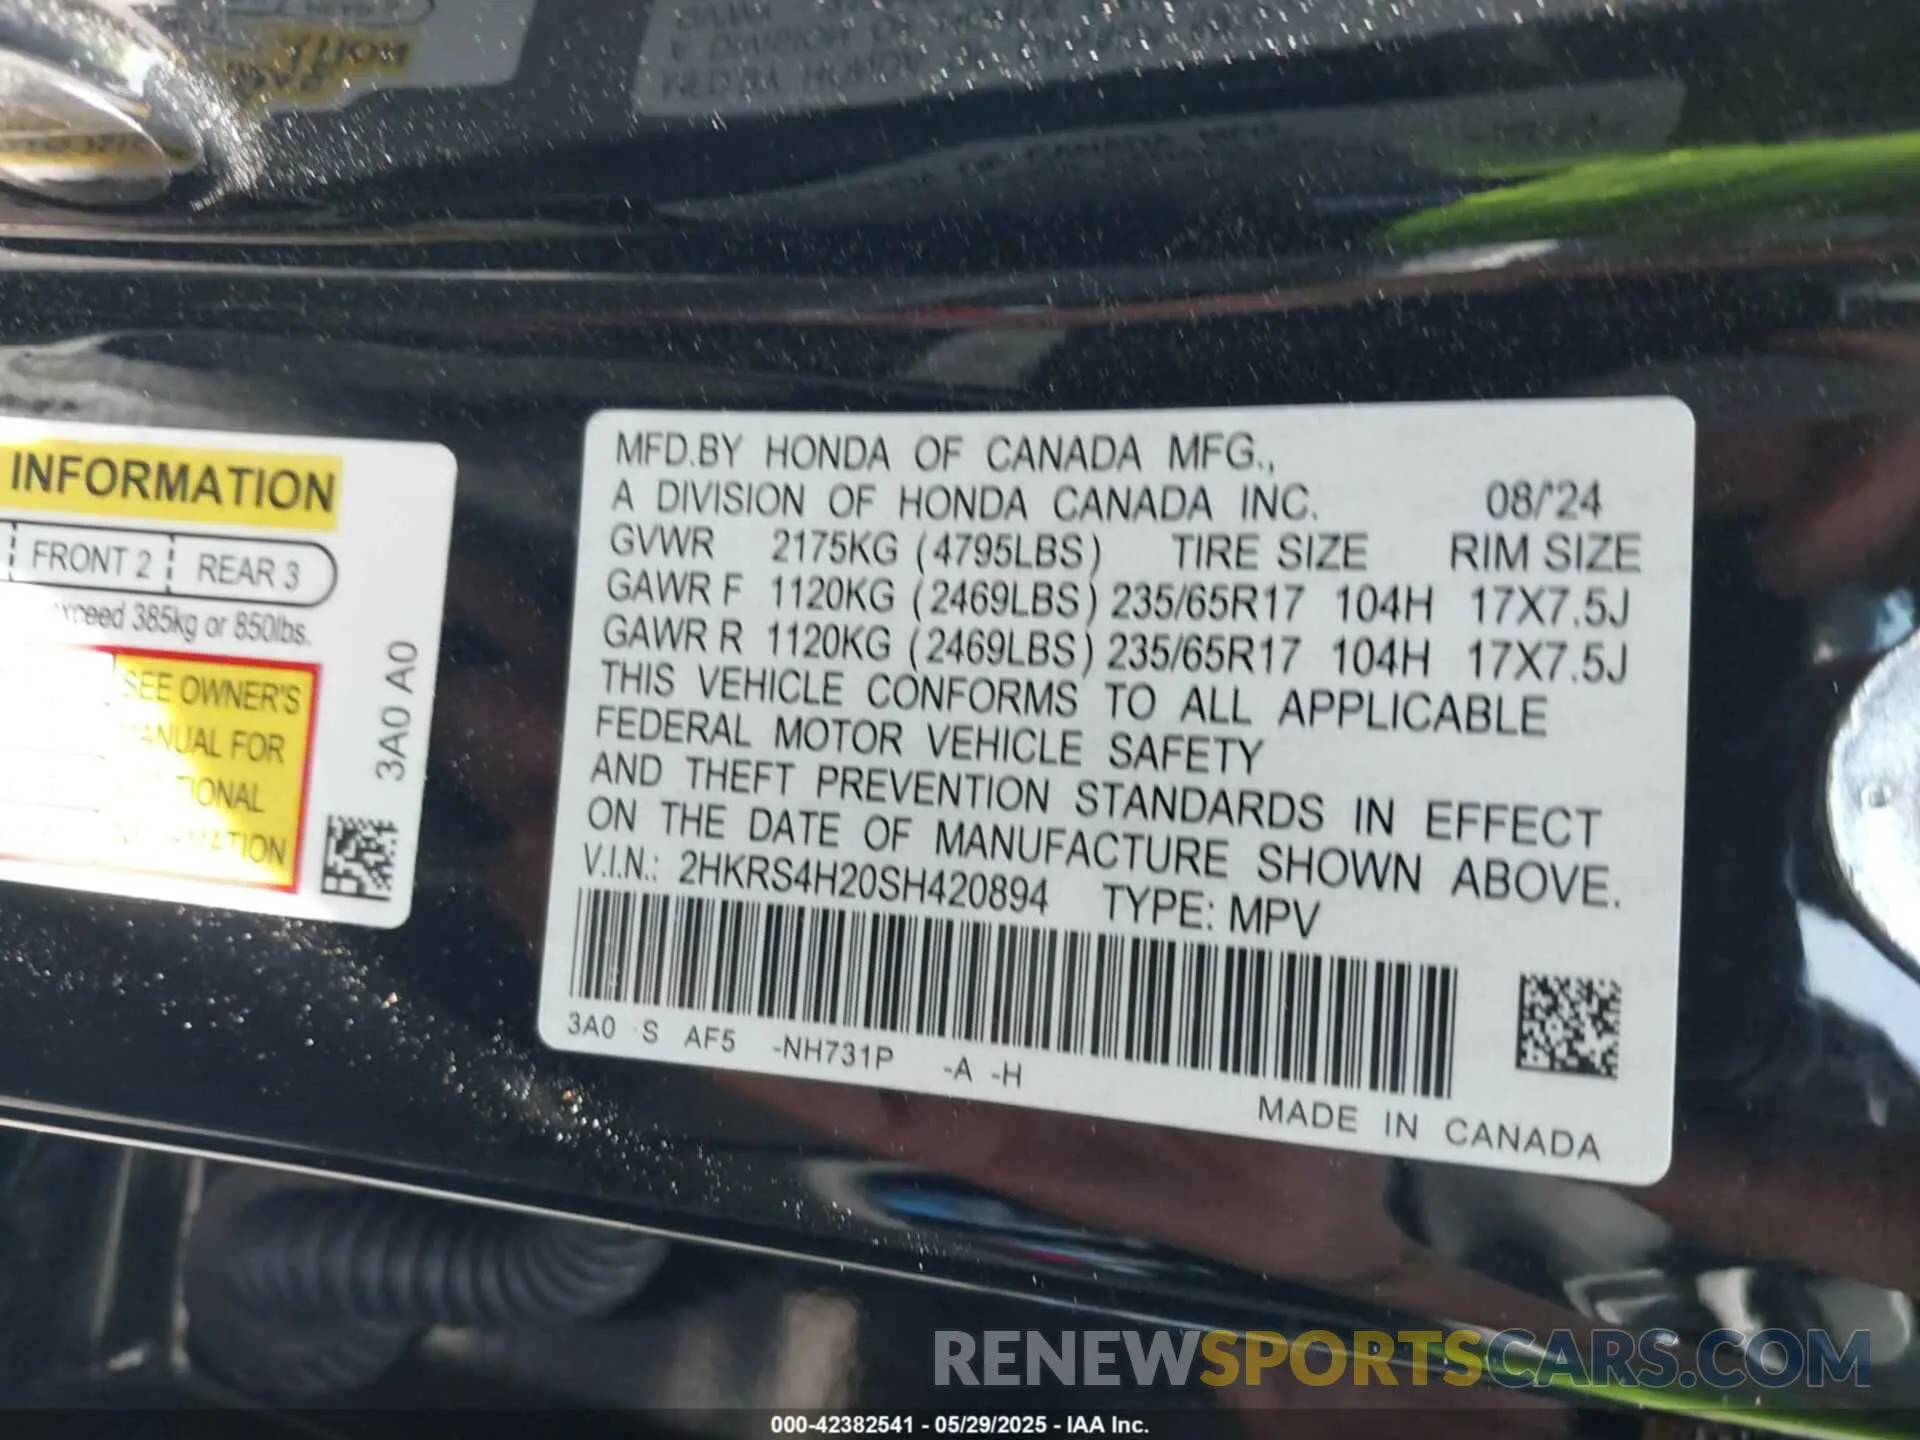 INFORMATION
FRONT 2 REAR 3
exceed 385kg or 850lbs.
SEE OWNER'S
MANUAL FOR
INFORMATION
3A0 A0
MFD.BY HONDA OF CANADA MFG.,
A DIVISION OF HONDA CANADA INC. 08/'24
GVWR 2175KG (4795LBS) TIRE SIZE RIM SIZE
GAWR F 1120KG (2469LBS) 235/65R17 104H 17X7.5J
GAWR R 1120KG (2469LBS) 235/65R17 104H 17X7.5J
THIS VEHICLE CONFORMS TO ALL APPLICABLE
FEDERAL MOTOR VEHICLE SAFETY
AND THEFT PREVENTION STANDARDS IN EFFECT
ON THE DATE OF MANUFACTURE SHOWN ABOVE.
V.I.N.: 2HKRS4H20SH420894 TYPE: MPV
3A0 S AF5 -NH731P -A -H
MADE IN CANADA
RENEWSPORTSCARS.COM
000-42382541 - 05/29/2025 - IAA Inc.